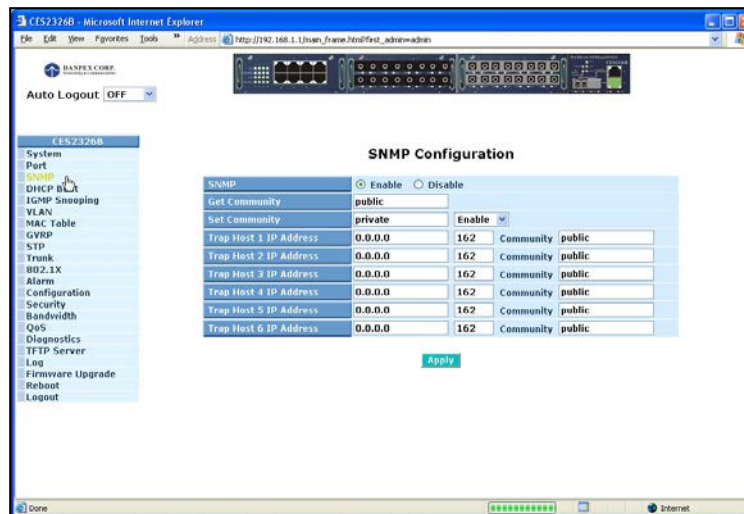 CES2326B - Microsoft Internet Explorer
File Edit View Favorites Tools » Address http://192.168.1.1/main_frame.html?first_admin=admin
DANPEX CORP.
Auto Logout OFF
CES2326B
System
Port
SNMP
DHCP
IGMP Snooping
VLAN
MAC Table
GVRP
STP
Trunk
802.1X
Alarm
Configuration
Security
Bandwidth
QoS
Diagnostics
TFTP Server
Log
Firmware Upgrade
Reboot
Logout
SNMP Configuration
SNMP Enable Disable
Get Community public
Set Community private Enable
Trap Host 1 IP Address 0.0.0.0 162 Community public
Trap Host 2 IP Address 0.0.0.0 162 Community public
Trap Host 3 IP Address 0.0.0.0 162 Community public
Trap Host 4 IP Address 0.0.0.0 162 Community public
Trap Host 5 IP Address 0.0.0.0 162 Community public
Trap Host 6 IP Address 0.0.0.0 162 Community public
Apply
Done Internet